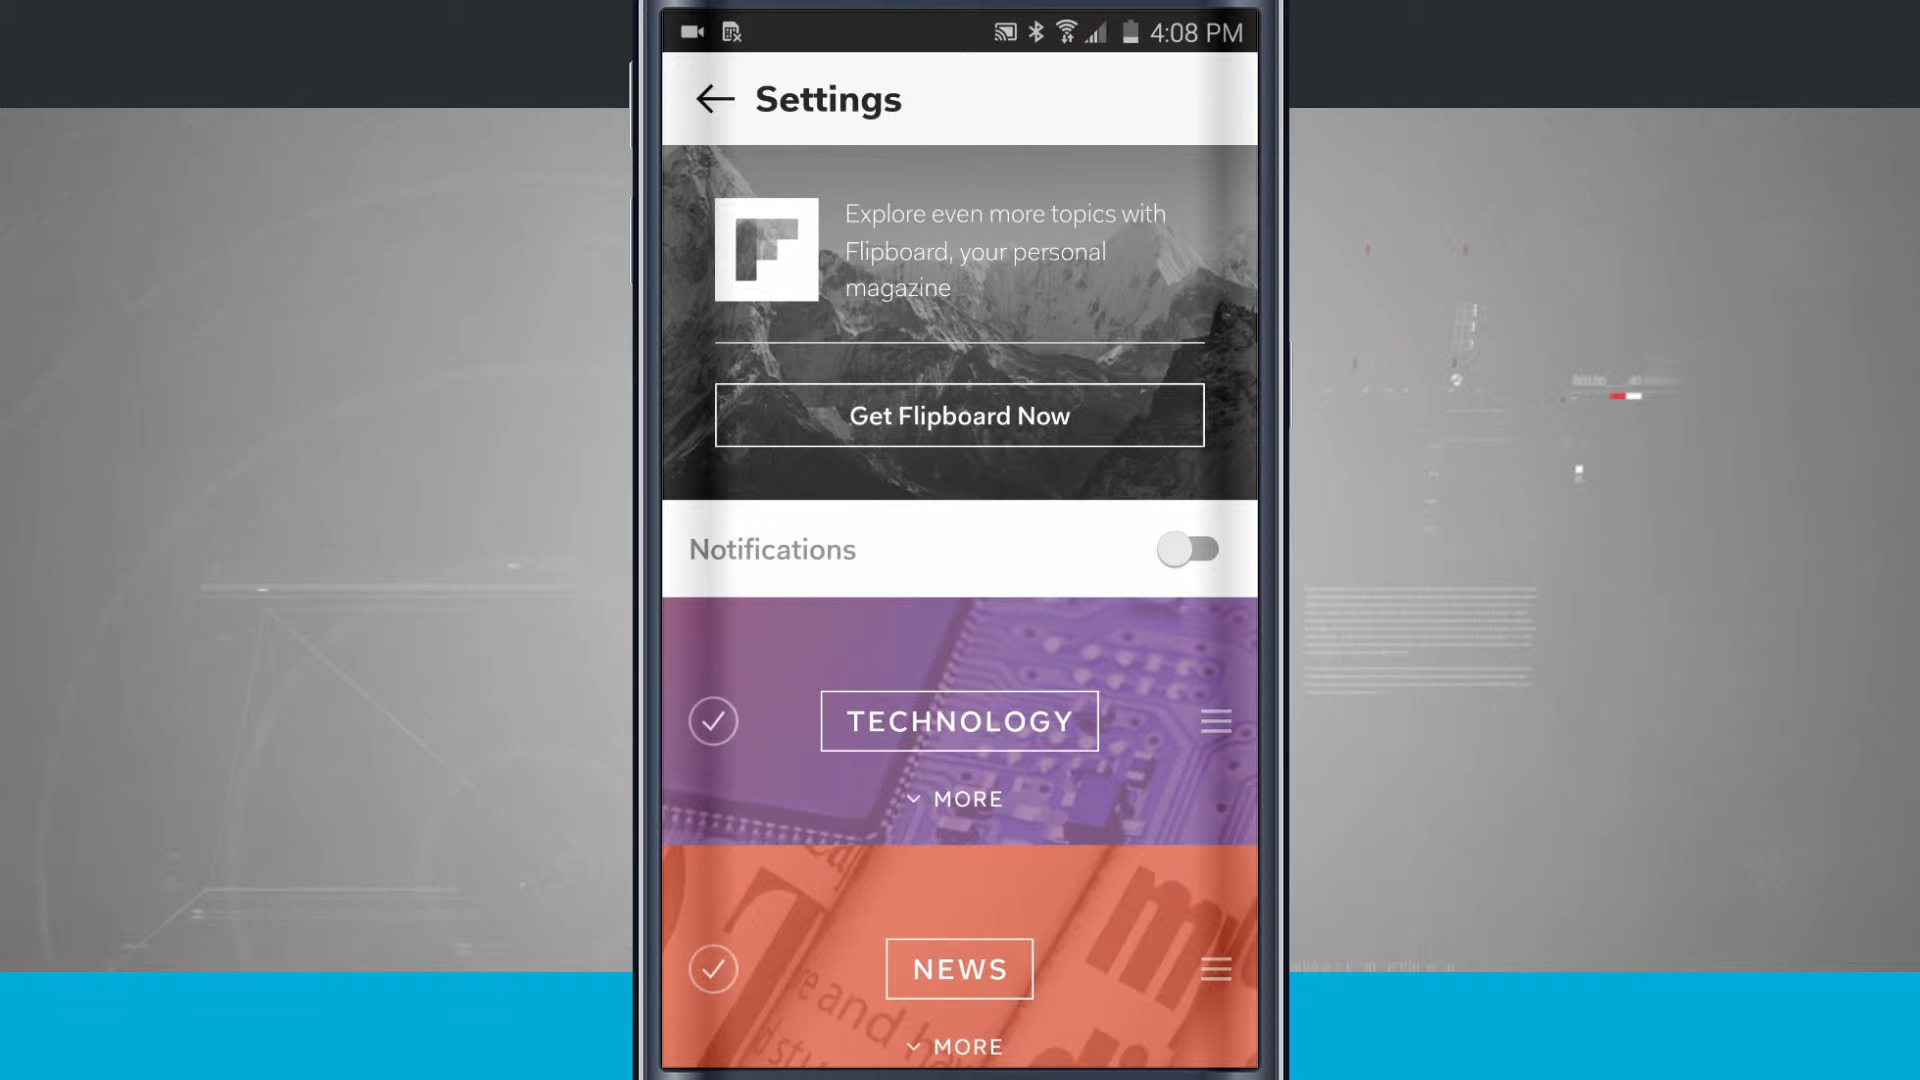 4:08 PM
Settings
Explore even more topics with
Flipboard, your personal
magazine
Get Flipboard Now
Notifications
TECHNOLOGY
MORE
NEWS
MORE